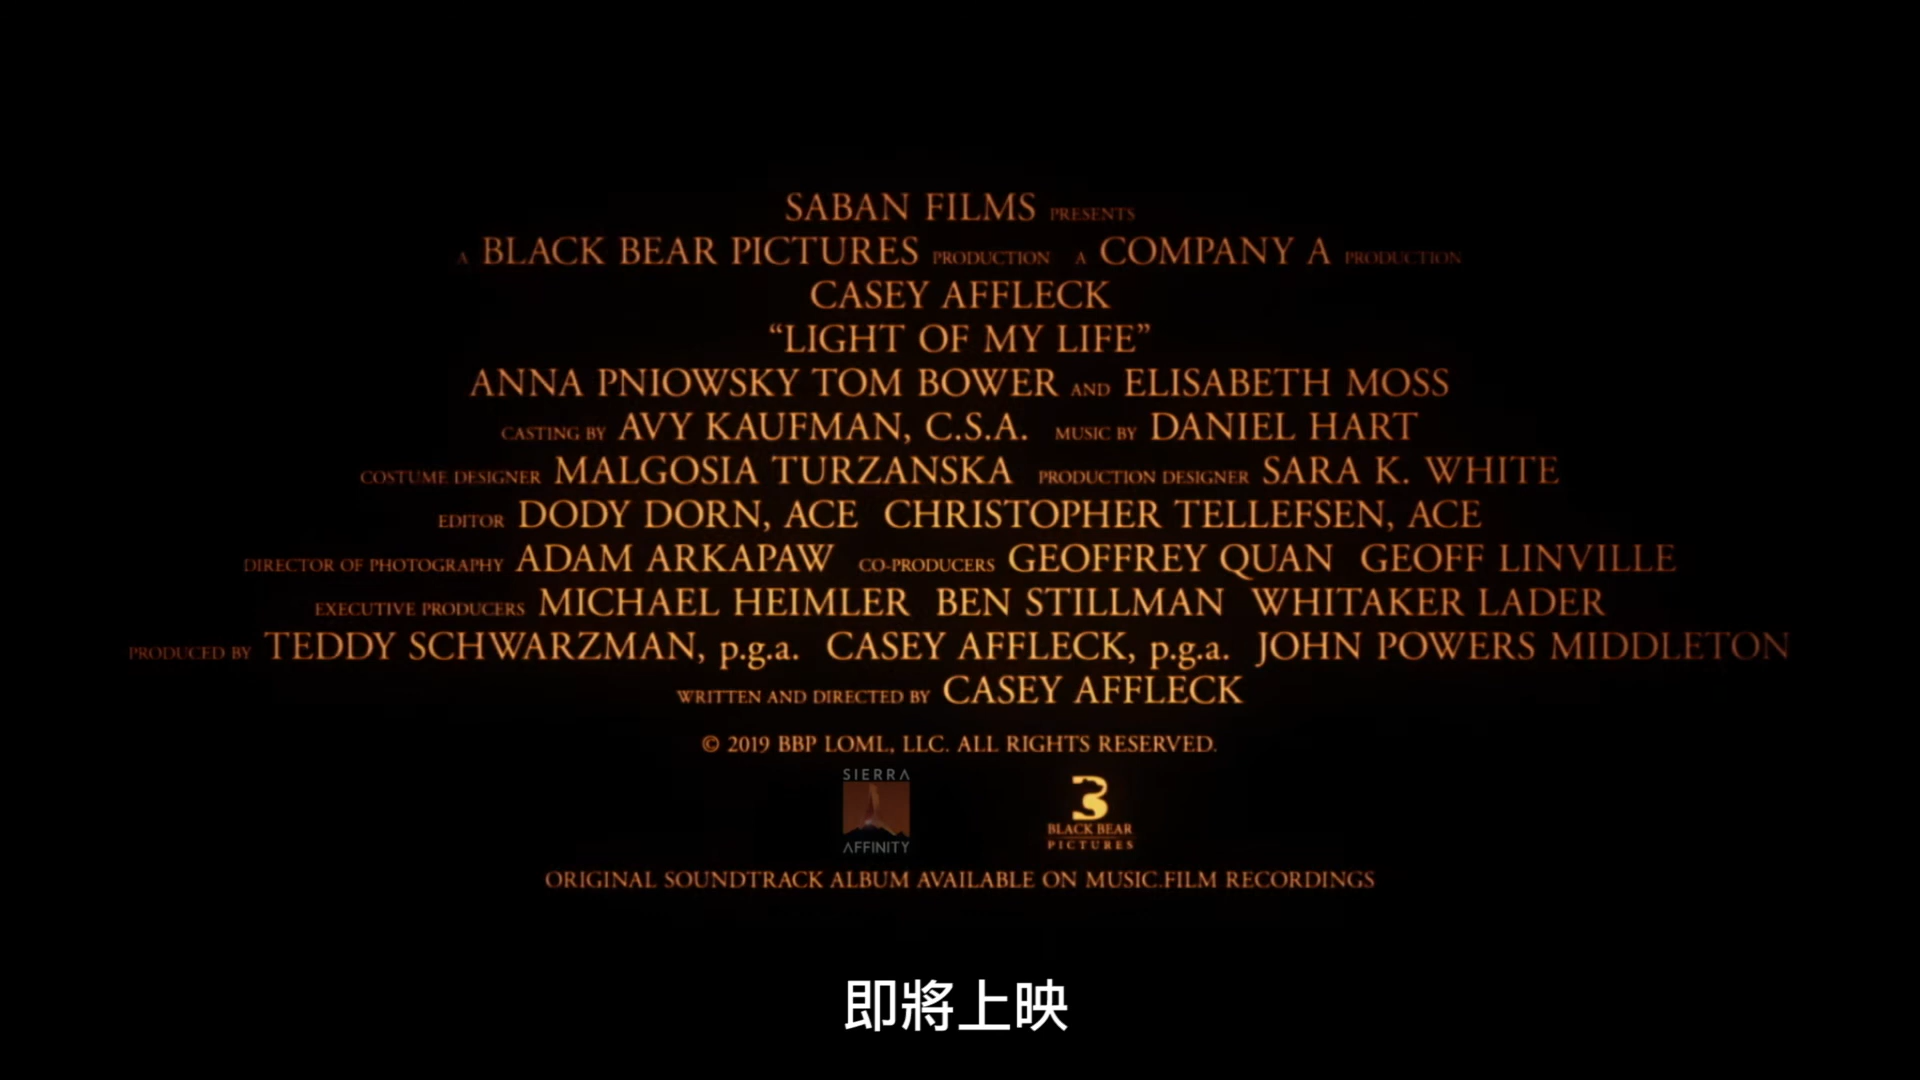 SABAN FILMS PRESENTS
A BLACK BEAR PICTURES PRODUCTION A COMPANY A PRODUCTION
CASEY AFFLECK
“LIGHT OF MY LIFE”
ANNA PNIOWSKY TOM BOWER AND ELISABETH MOSS
CASTING BY AVY KAUFMAN, C.S.A. MUSIC BY DANIEL HART
COSTUME DESIGNER MALGOSIA TURZANSKA PRODUCTION DESIGNER SARA K. WHITE
EDITOR DODY DORN, ACE CHRISTOPHER TELLEFSEN, ACE
DIRECTOR OF PHOTOGRAPHY ADAM ARKAPAW CO-PRODUCERS GEOFFREY QUAN GEOFF LINVILLE
EXECUTIVE PRODUCERS MICHAEL HEIMLER BEN STILLMAN WHITAKER LADER
PRODUCED BY TEDDY SCHWARZMAN, p.g.a. CASEY AFFLECK, p.g.a. JOHN POWERS MIDDLETON
WRITTEN AND DIRECTED BY CASEY AFFLECK
© 2019 BBP LOML, LLC. ALL RIGHTS RESERVED.
SIERRA
AFFINITY
BLACK BEAR
PICTURES
ORIGINAL SOUNDTRACK ALBUM AVAILABLE ON MUSIC.FILM RECORDINGS
即將上映